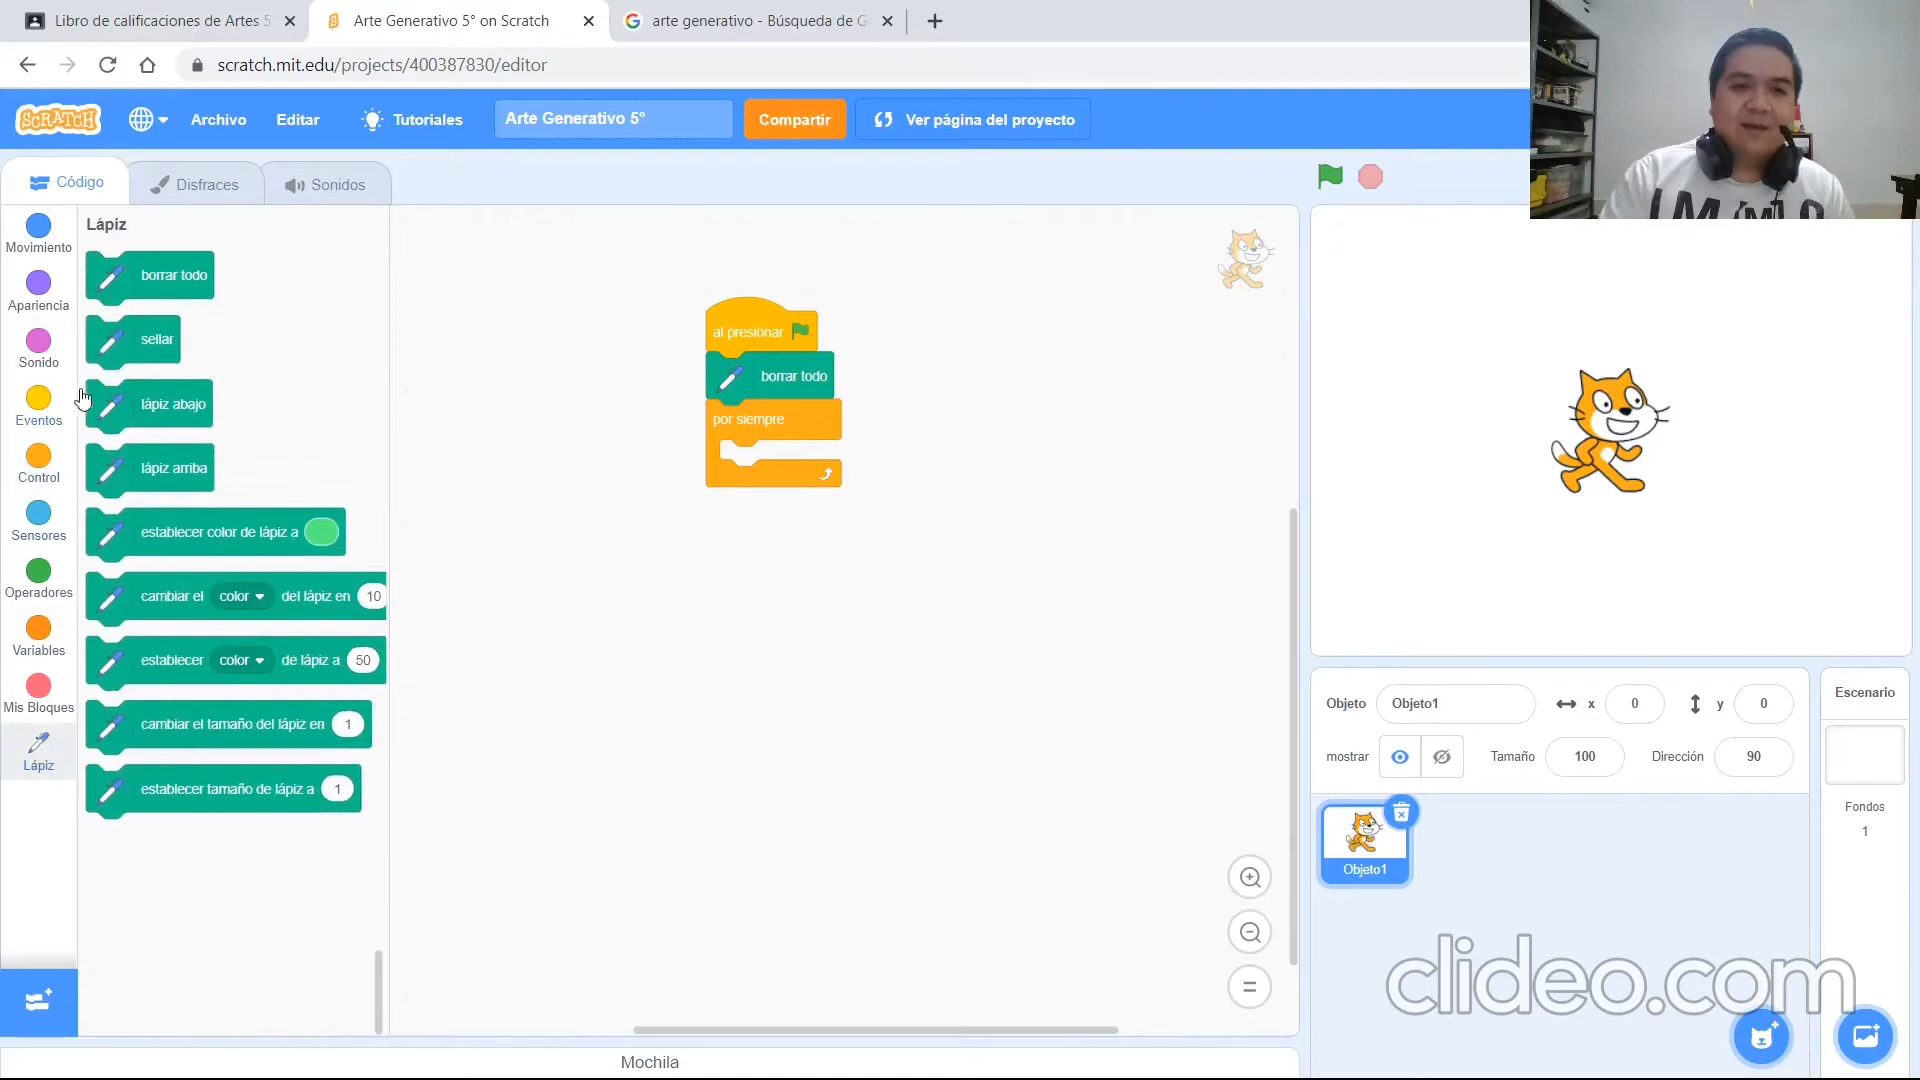 Libro de calificaciones de Artes 5
Arte Generativo 5° on Scratch
arte generativo - Búsqueda de G
scratch.mit.edu/projects/400387830/editor
SCRATCH
Archivo
Editar
Tutoriales
Arte Generativo 5°
Compartir
Ver página del proyecto
Código
Disfraces
Sonidos
Movimiento
Apariencia
Sonido
Eventos
Control
Sensores
Operadores
Variables
Mis Bloques
Lápiz
Lápiz
borrar todo
sellar
lápiz abajo
lápiz arriba
establecer color de lápiz a
cambiar el color del lápiz en 10
establecer color de lápiz a 50
cambiar el tamaño del lápiz en 1
establecer tamaño de lápiz a 1
al presionar
borrar todo
por siempre
Objeto Objeto1 x 0 y 0
mostrar Tamaño 100 Dirección 90
Objeto1
Escenario
Fondos
1
Mochila
clideo.com